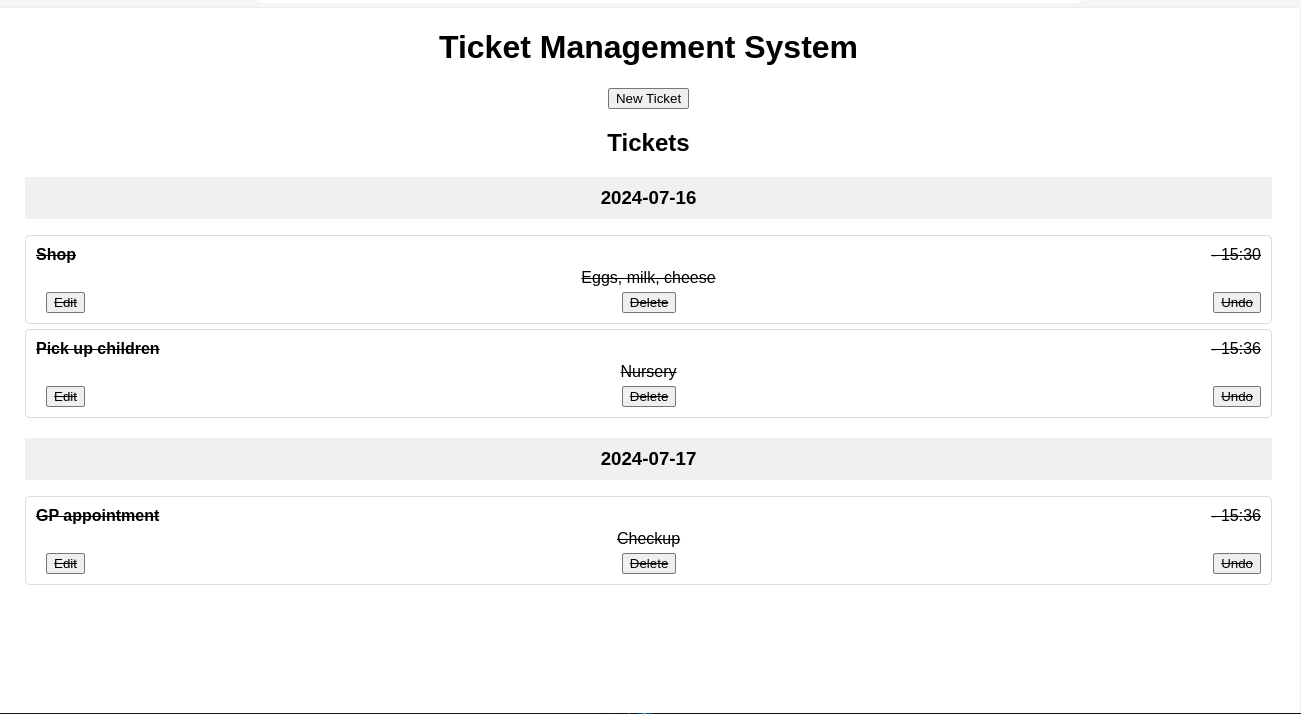 Ticket Management System
New Ticket
Tickets
2024-07-16
Shop - 15:30
Eggs, milk, cheese
Edit Delete Undo
Pick up children - 15:36
Nursery
Edit Delete Undo
2024-07-17
GP appointment - 15:36
Checkup
Edit Delete Undo